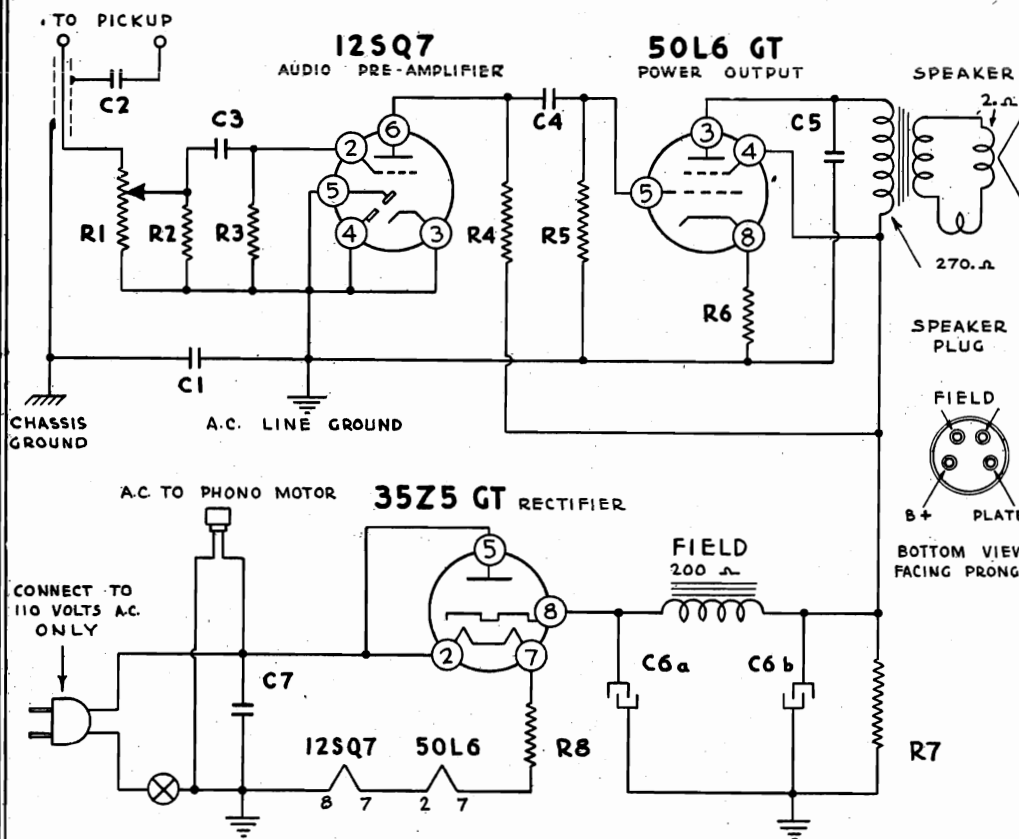 . TO PICKUP
12SQ7
AUDIO PRE-AMPLIFIER
50L6 GT
POWER OUTPUT
SPEAKER
2.Ω
C2
C3
C4
C5
6
2
5
4
3
3
4
5
8
R1
R2
R3
R4
R5
R6
270.Ω
C1
CHASSIS
GROUND
A.C. LINE GROUND
SPEAKER
PLUG
FIELD
B+ PLATE
BOTTOM VIEW
FACING PRONG
A.C. TO PHONO MOTOR
35Z5 GT RECTIFIER
5
8
2
7
FIELD
200 Ω
CONNECT TO
110 VOLTS A.C.
ONLY
C7
C6a
C6b
R7
R8
12SQ7
50L6
8 7
2 7